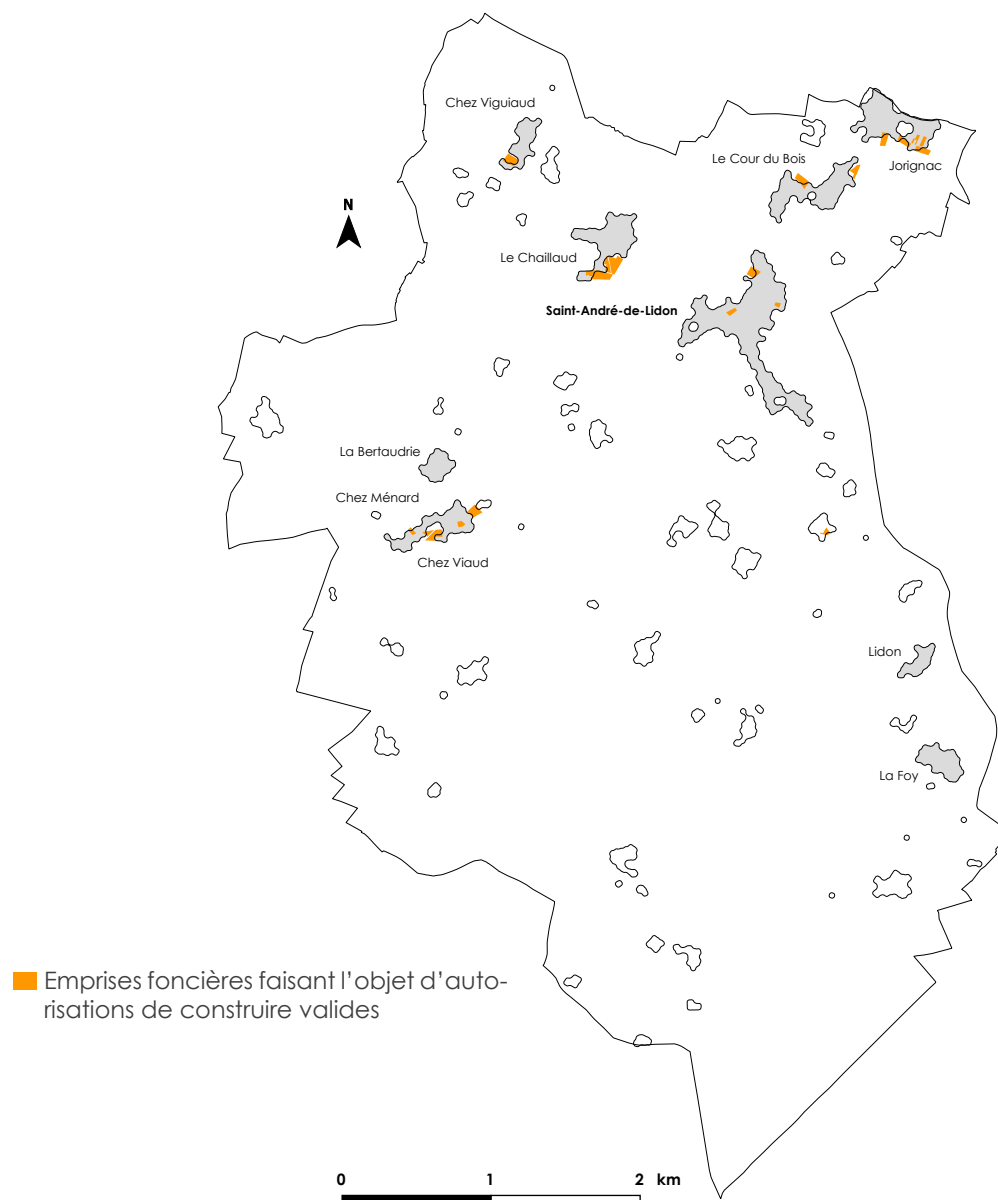 Chez Viguiaud
Le Cour du Bois
Jorignac
N
Le Chaillaud
Saint-André-de-Lidon
La Bertaudrie
Chez Ménard
Chez Viaud
Lidon
La Foy
Emprises foncières faisant l'objet d'auto-
risations de construire valides
0 1 2 km